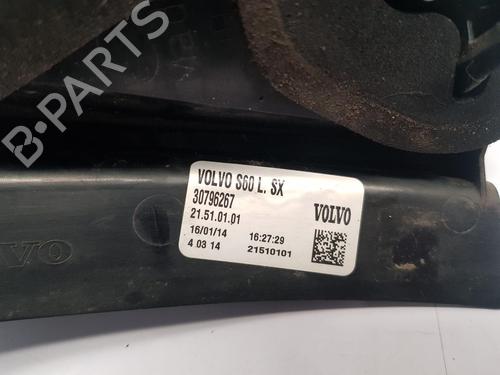 B-PARTS
VOLVO S60 L. SX
30796267
21.51.01.01
16/01/14 16:27:29
4 03 14 21510101
VOLVO
VOLVO